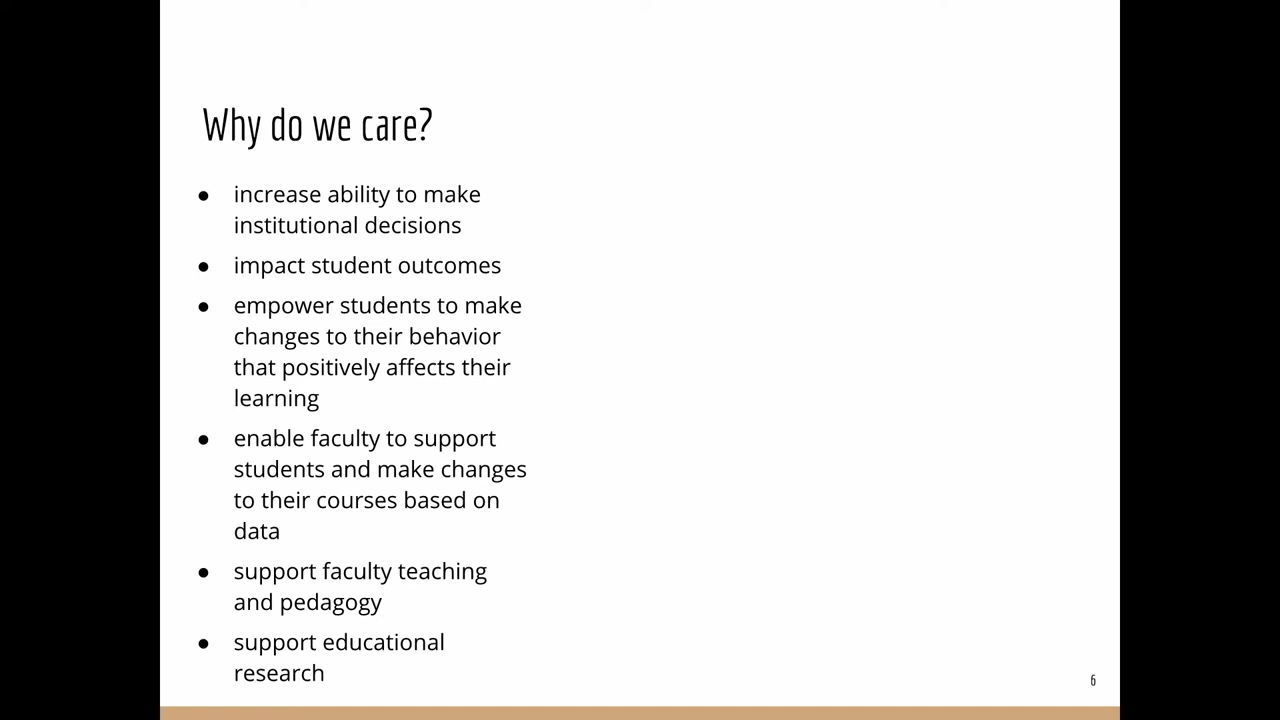 Why do we care?
● increase ability to make
institutional decisions
● impact student outcomes
● empower students to make
changes to their behavior
that positively affects their
learning
● enable faculty to support
students and make changes
to their courses based on
data
● support faculty teaching
and pedagogy
● support educational
research
6